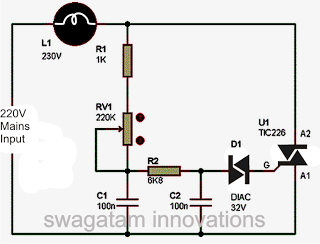 L1
230V
R1
1K
220V
Mains
Input
RV1
220K
U1
TIC226
A2
R2
6K8
D1
G
A1
C1
100n
C2
100n
DIAC
32V
swagatam innovations